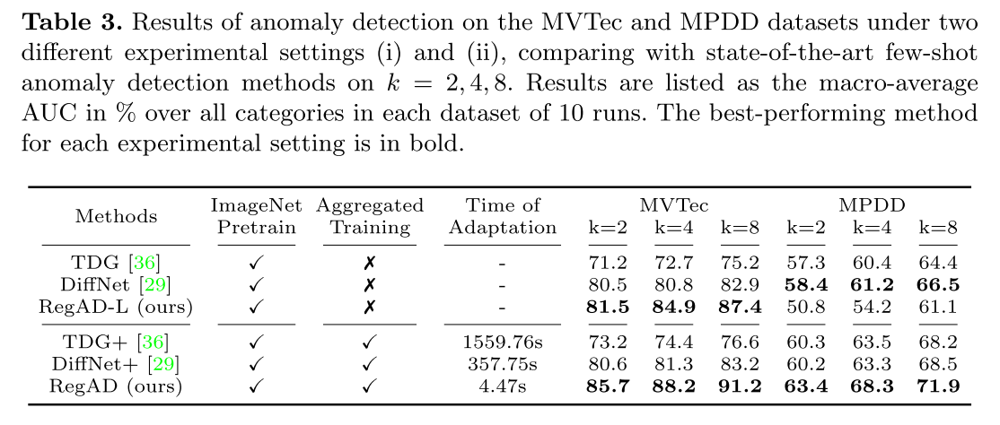 Table 3. Results of anomaly detection on the MVTec and MPDD datasets under two
different experimental settings (i) and (ii), comparing with state-of-the-art few-shot
anomaly detection methods on k = 2, 4, 8. Results are listed as the macro-average
AUC in % over all categories in each dataset of 10 runs. The best-performing method
for each experimental setting is in bold.
Methods ImageNet Pretrain Aggregated Training Time of Adaptation MVTec MPDD
k=2 k=4 k=8 k=2 k=4 k=8
TDG [36] ✓ ✗ - 71.2 72.7 75.2 57.3 60.4 64.4
DiffNet [29] ✓ ✗ - 80.5 80.8 82.9 58.4 61.2 66.5
RegAD-L (ours) ✓ ✗ - 81.5 84.9 87.4 50.8 54.2 61.1
TDG+ [36] ✓ ✓ 1559.76s 73.2 74.4 76.6 60.3 63.5 68.2
DiffNet+ [29] ✓ ✓ 357.75s 80.6 81.3 83.2 60.2 63.3 68.5
RegAD (ours) ✓ ✓ 4.47s 85.7 88.2 91.2 63.4 68.3 71.9